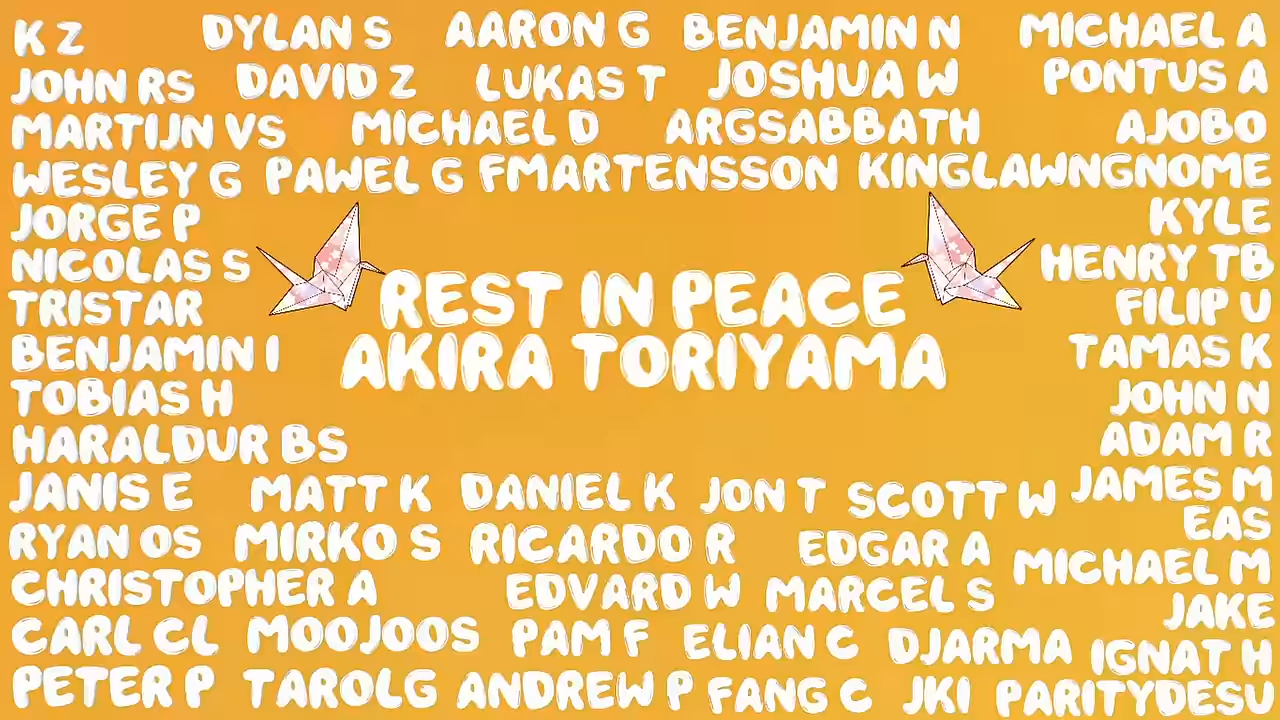 K Z DYLAN S AARON G BENJAMIN N MICHAEL A
JOHN RS DAVID Z LUKAS T JOSHUA W PONTUS A
MARTIJN VS MICHAEL D ARGSABBATH AJOBO
WESLEY G PAWEL G FMARTENSSON KINGLAWNGNOME
JORGE P KYLE
NICOLAS S HENRY TB
REST IN PEACE
TRISTAR FILIP U
AKIRA TORIYAMA
BENJAMIN I TAMAS K
TOBIAS H JOHN N
HARALDUR BS ADAM R
JANIS E MATT K DANIEL K JON T SCOTT W JAMES M
EAS
RYAN OS MIRKO S RICARDO R EDGAR A MICHAEL M
CHRISTOPHER A EDVARD W MARCEL S JAKE
CARL CL MOOJOOS PAM F ELIAN C DJARMA IGNAT H
PETER P TAROLG ANDREW P FANG C JKI PARITYDESU